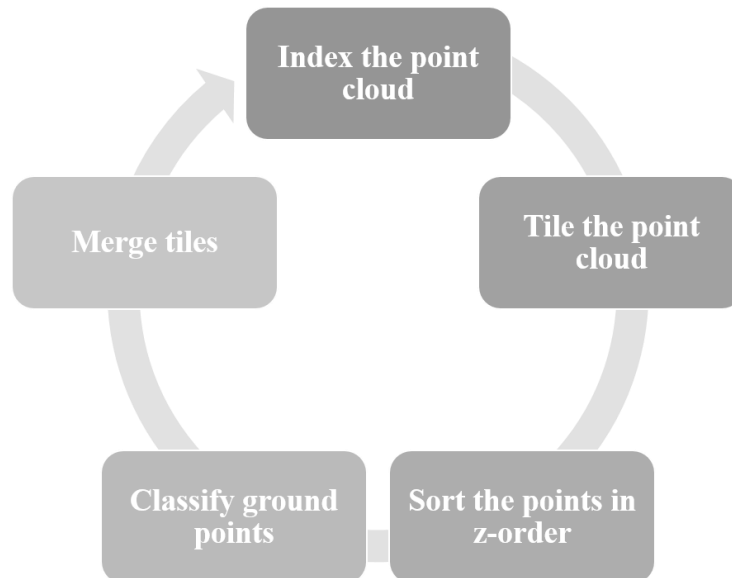 Index the point
cloud
Tile the point
cloud
Sort the points in
z-order
Classify ground
points
Merge tiles